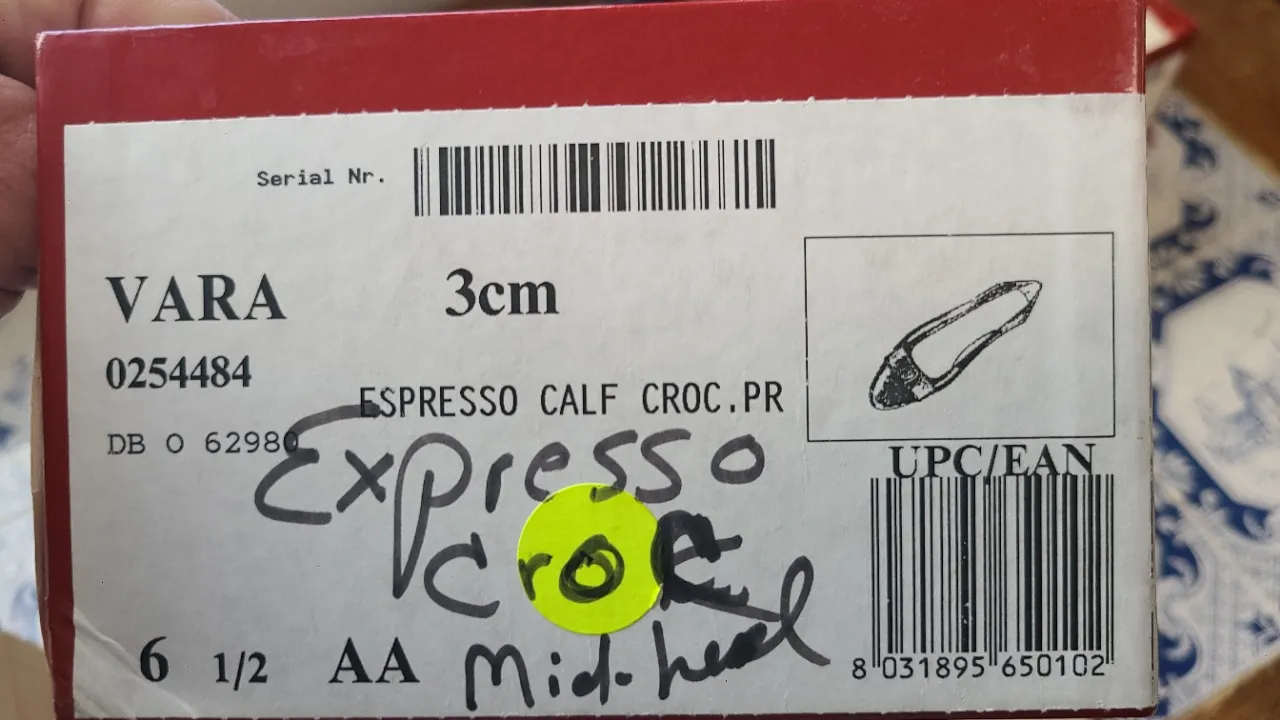 Serial Nr.
VARA 3cm
0254484
ESPRESSO CALF CROC.PR
DB O 62980
Expresso
Croc
UPC/EAN
6 1/2 AA
Mid-heel
8 031895 650102